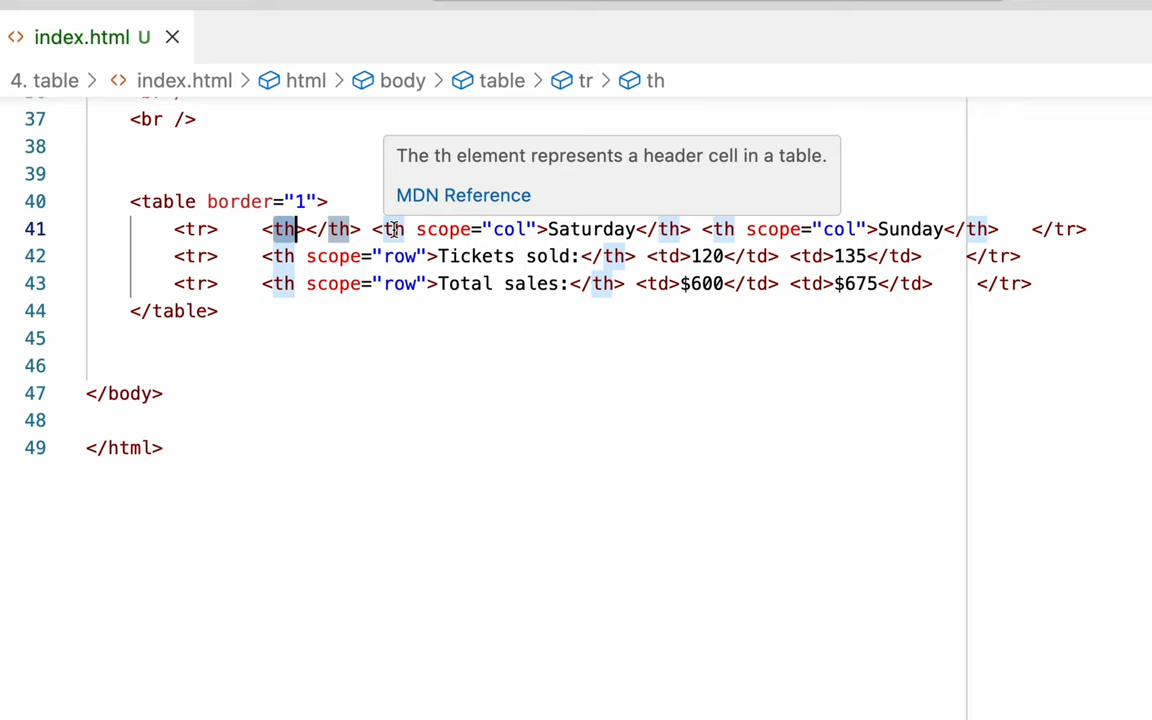 index.html U
4. table > index.html > html > body > table > tr > th
37 <br />
38
39
The th element represents a header cell in a table.
MDN Reference
40 <table border="1">
41 <tr> <th></th> <th scope="col">Saturday</th> <th scope="col">Sunday</th> </tr>
42 <tr> <th scope="row">Tickets sold:</th> <td>120</td> <td>135</td> </tr>
43 <tr> <th scope="row">Total sales:</th> <td>$600</td> <td>$675</td> </tr>
44 </table>
45
46
47 </body>
48
49 </html>